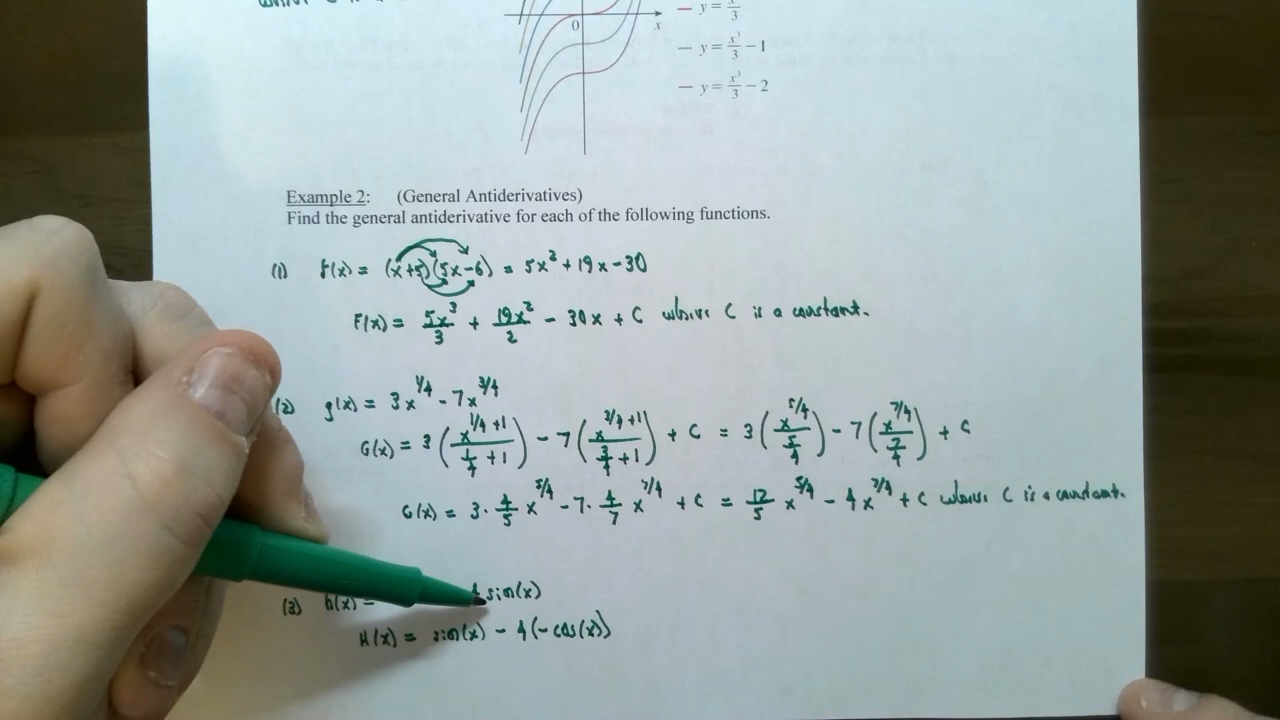 where C is
0
x
— y = x³/3
— y = x³/3 − 1
— y = x³/3 − 2
Example 2: (General Antiderivatives)
Find the general antiderivative for each of the following functions.
(1) f(x) = (x+5)(5x−6) = 5x² + 19x − 30
F(x) = 5x³/3 + 19x²/2 − 30x + C where C is a constant.
(2) g(x) = 3x^(1/4) − 7x^(3/4)
G(x) = 3(x^(1/4 + 1)/(1/4 + 1)) − 7(x^(3/4 + 1)/(3/4 + 1)) + C = 3(x^(5/4)/(5/4)) − 7(x^(7/4)/(7/4)) + C
G(x) = 3 · 4/5 x^(5/4) − 7 · 4/7 x^(7/4) + C = 12/5 x^(5/4) − 4x^(7/4) + C where C is a constant.
(3) h(x) = sin(x)
H(x) = sin(x) − 4(−cos(x))